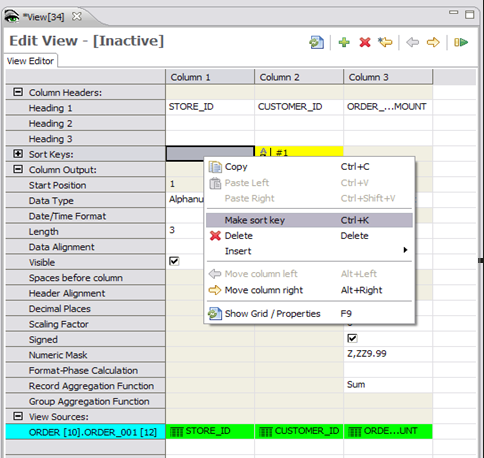 *View[34]
Edit View - [Inactive]
View Editor
Column 1 Column 2 Column 3
Column Headers:
Heading 1 STORE_ID CUSTOMER_ID ORDER_...MOUNT
Heading 2
Heading 3
Sort Keys: #1
Column Output:
Start Position 1
Data Type Alphanu
Date/Time Format
Length 3
Data Alignment
Visible
Spaces before column
Header Alignment
Decimal Places
Scaling Factor
Signed
Numeric Mask Z,ZZ9.99
Format-Phase Calculation
Record Aggregation Function Sum
Group Aggregation Function
View Sources:
ORDER [10].ORDER_001 [12] STORE_ID CUSTOMER_ID ORDE...UNT
Copy Ctrl+C
Paste Left Ctrl+V
Paste Right Ctrl+Shift+V
Make sort key Ctrl+K
Delete Delete
Insert
Move column left Alt+Left
Move column right Alt+Right
Show Grid / Properties F9